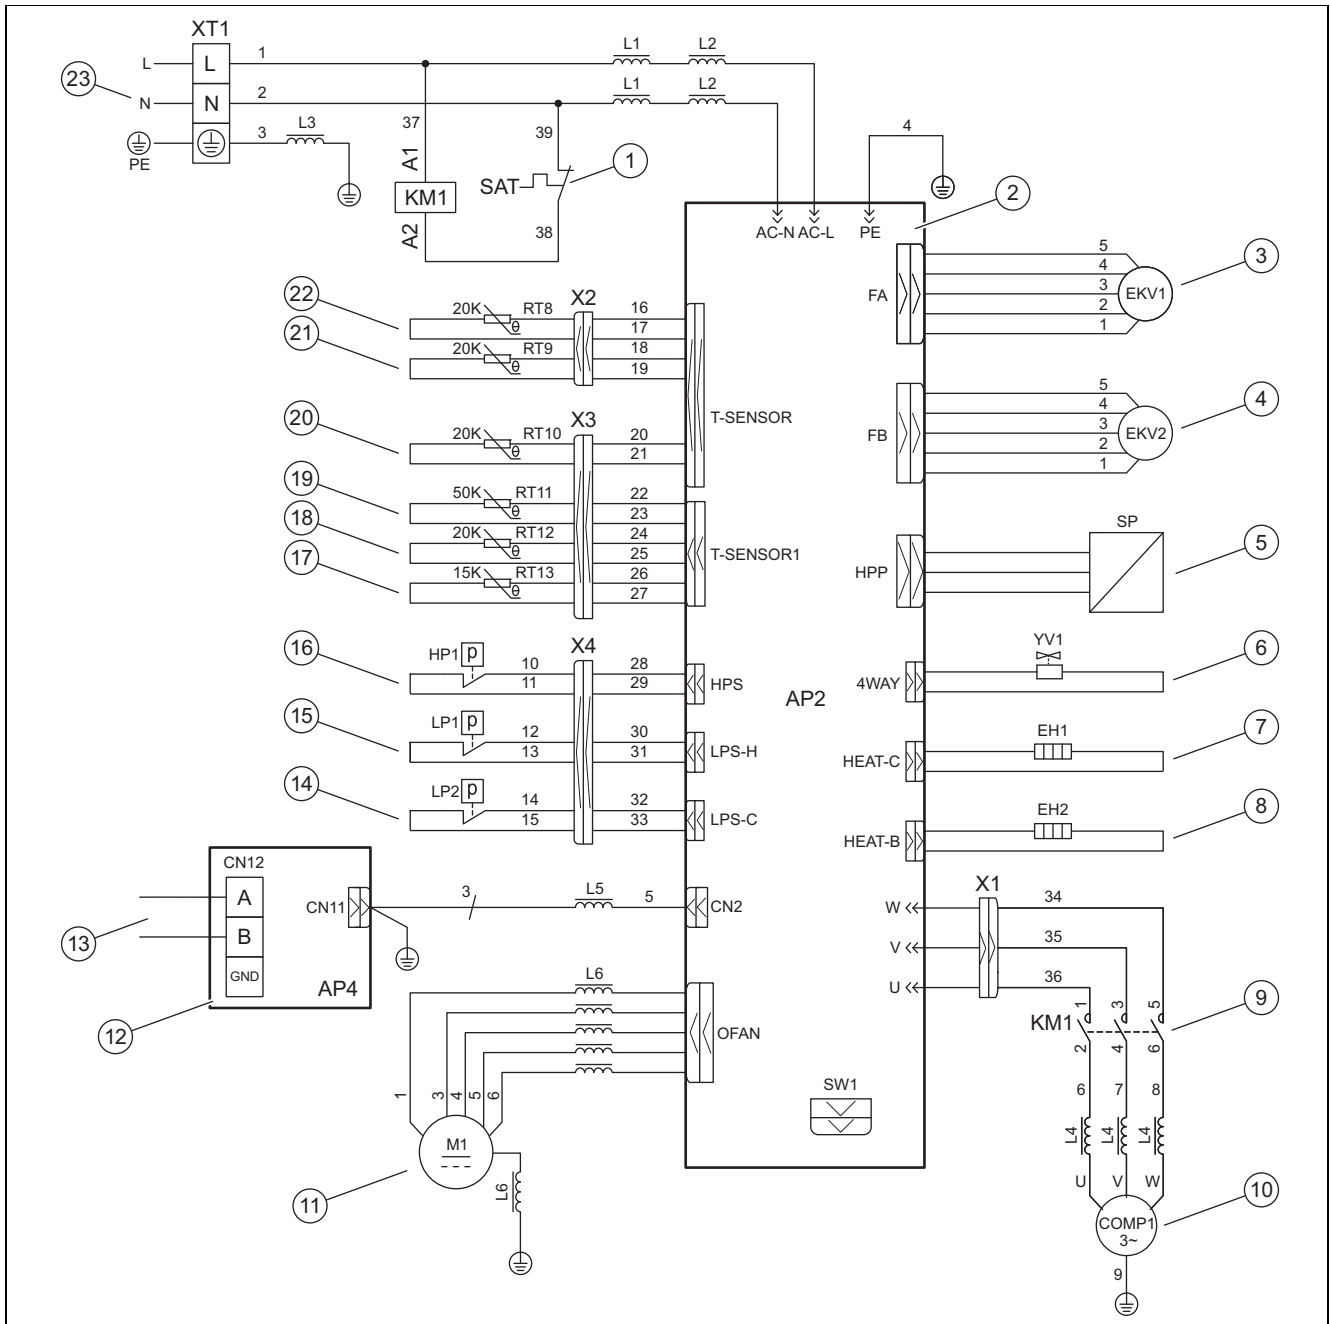 XT1
L L 1 L1 L2
23
N N 2 L1 L2
PE 3 L3
37 39 4
A1 1
SAT
KM1 2
A2 38
AC-N AC-L PE
FA 5 4 3 2 1 EKV1 3
22 20K RT8 X2 16 17
21 20K RT9 18 19
T-SENSOR
FB 5 4 3 2 1 EKV2 4
20 20K RT10 X3 20 21
19 50K RT11 22 23
18 20K RT12 24 25
T-SENSOR1
17 15K RT13 26 27
HPP SP 5
16 HP1 p 10 11 X4 28 29 HPS
AP2
4WAY YV1 6
15 LP1 p 12 13 30 31 LPS-H
HEAT-C EH1 7
14 LP2 p 14 15 32 33 LPS-C
HEAT-B EH2 8
CN12
A
B
GND
CN11 3 L5 5 CN2
13
AP4
12
X1
W 34
V 35
U 36
L6 OFAN
1 3 4 5 6
M1
L6
11
SW1
KM1 1 3 5 9
2 4 6
6 7 8
L4 L4 L4
U V W
COMP1
3~
10
9